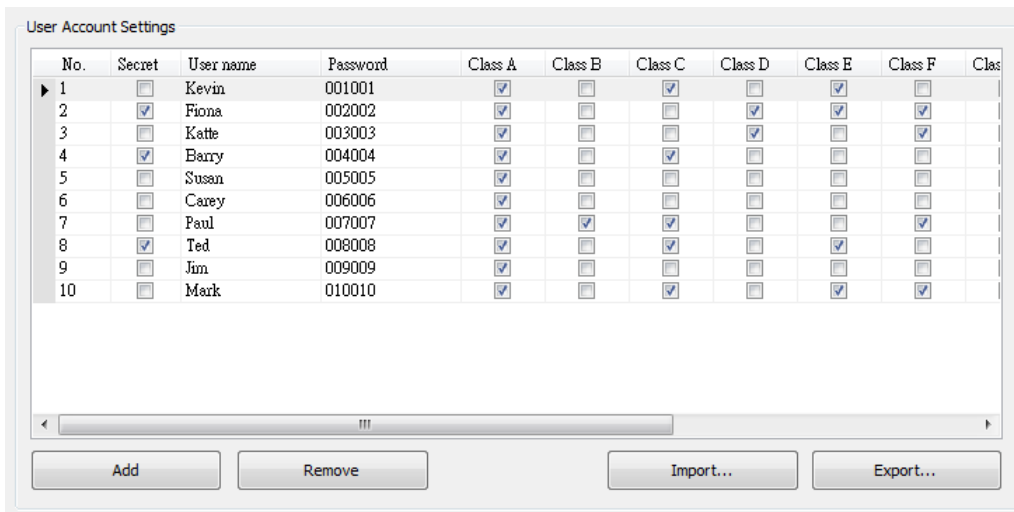 User Account Settings
No. Secret User name Password Class A Class B Class C Class D Class E Class F Clas
1 Kevin 001001
2 Fiona 002002
3 Katte 003003
4 Barry 004004
5 Susan 005005
6 Carey 006006
7 Paul 007007
8 Ted 008008
9 Jim 009009
10 Mark 010010
Add Remove Import... Export...